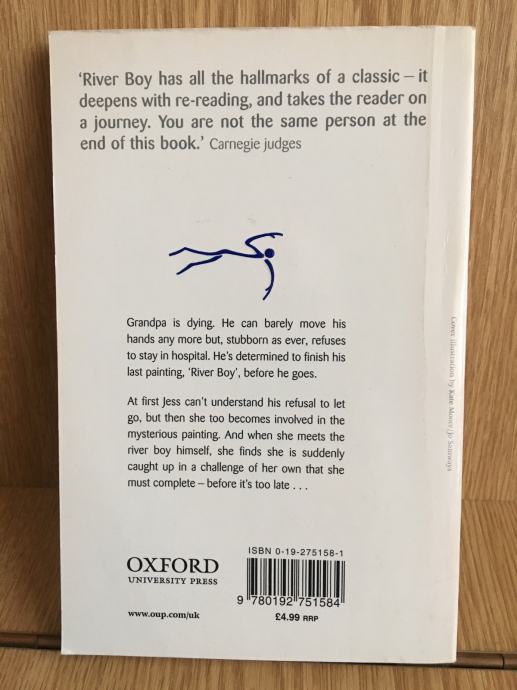 ‘River Boy has all the hallmarks of a classic – it
deepens with re-reading, and takes the reader on
a journey. You are not the same person at the
end of this book.’ Carnegie judges
Grandpa is dying. He can barely move his
hands any more but, stubborn as ever, refuses
to stay in hospital. He’s determined to finish his
last painting, ‘River Boy’, before he goes.
At first Jess can’t understand his refusal to let
go, but then she too becomes involved in the
mysterious painting. And when she meets the
river boy himself, she finds she is suddenly
caught up in a challenge of her own that she
must complete – before it’s too late . . .
Cover illustration by Kate Moore/Jo Samways
OXFORD
UNIVERSITY PRESS
www.oup.com/uk
ISBN 0-19-275158-1
9 780192 751584
£4.99 RRP